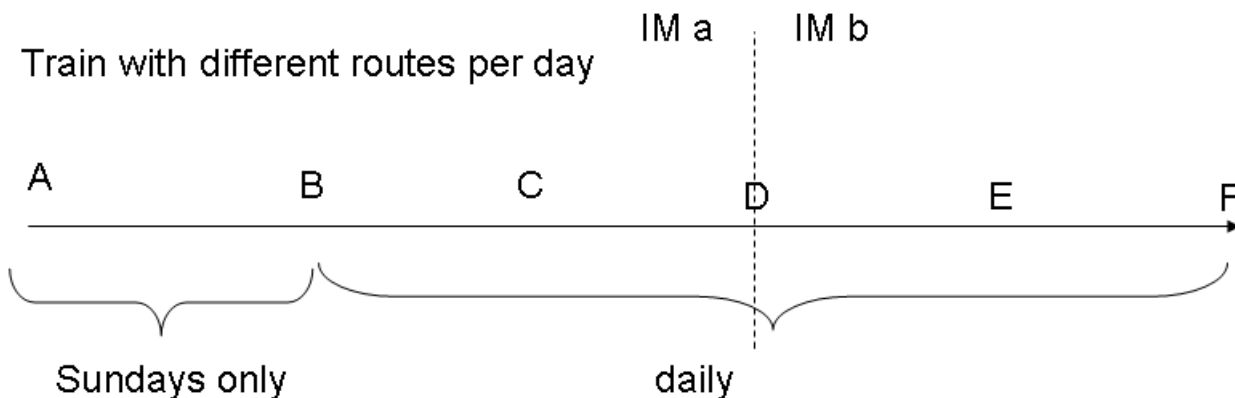 IM a IM b
Train with different routes per day
A B C D E F
Sundays only daily